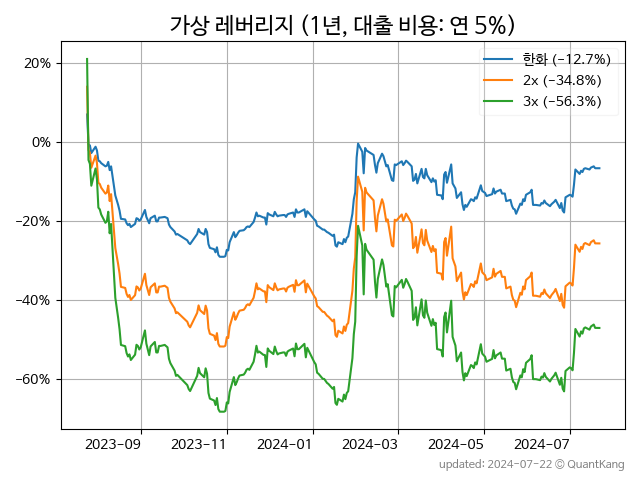 가상 레버리지 (1년, 대출 비용: 연 5%)
한화 (-12.7%)
2x (-34.8%)
3x (-56.3%)
20%
0%
-20%
-40%
-60%
2023-09
2023-11
2024-01
2024-03
2024-05
2024-07
updated: 2024-07-22 © QuantKang